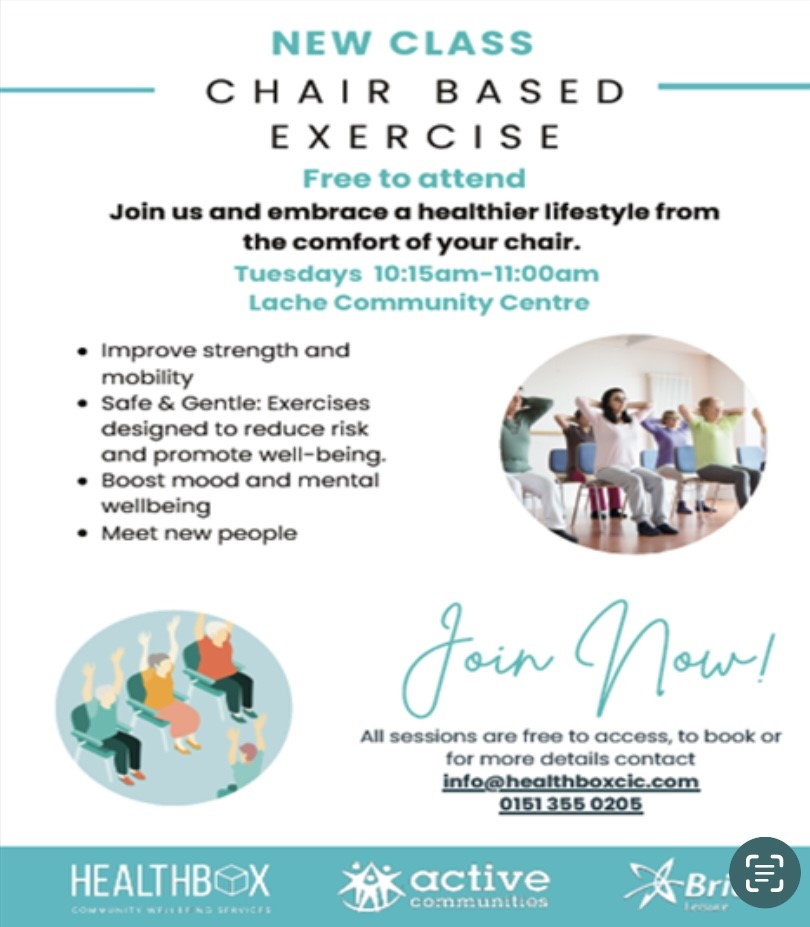 NEW CLASS
CHAIR BASED
EXERCISE
Free to attend
Join us and embrace a healthier lifestyle from
the comfort of your chair.
Tuesdays 10:15am-11:00am
Lache Community Centre
• Improve strength and
mobility
• Safe & Gentle: Exercises
designed to reduce risk
and promote well-being.
• Boost mood and mental
wellbeing
• Meet new people
Join Now!
All sessions are free to access, to book or
for more details contact
info@healthboxcic.com
0151 355 0205
HEALTHBOX
COMMUNITY WELLBEING SERVICES
active
communities
Leisure